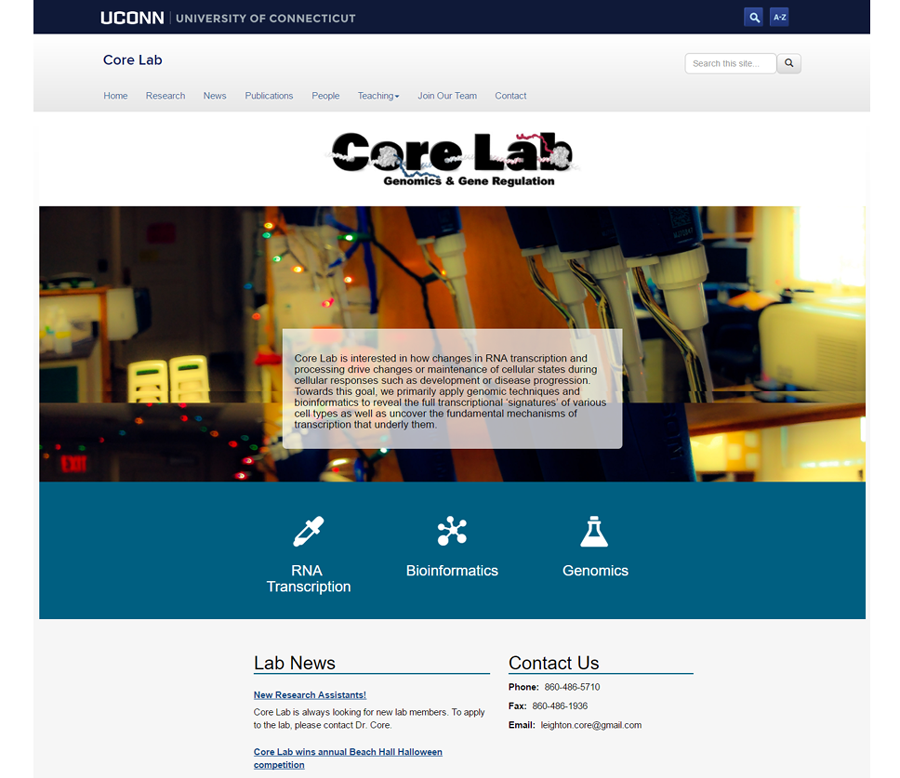 UCONN UNIVERSITY OF CONNECTICUT
A-Z
Core Lab
Search this site...
Home Research News Publications People Teaching Join Our Team Contact
Core Lab
Genomics & Gene Regulation
Core Lab is interested in how changes in RNA transcription and
processing drive changes or maintenance of cellular states during
cellular responses such as development or disease progression.
Towards this goal, we primarily apply genomic techniques and
bioinformatics to reveal the full transcriptional 'signatures' of various
cell types as well as uncover the fundamental mechanisms of
transcription that underly them.
EXIT
RNA
Transcription
Bioinformatics
Genomics
Lab News
New Research Assistants!
Core Lab is always looking for new lab members. To apply
to the lab, please contact Dr. Core.
Core Lab wins annual Beach Hall Halloween
competition
Contact Us
Phone: 860-486-5710
Fax: 860-486-1936
Email: leighton.core@gmail.com